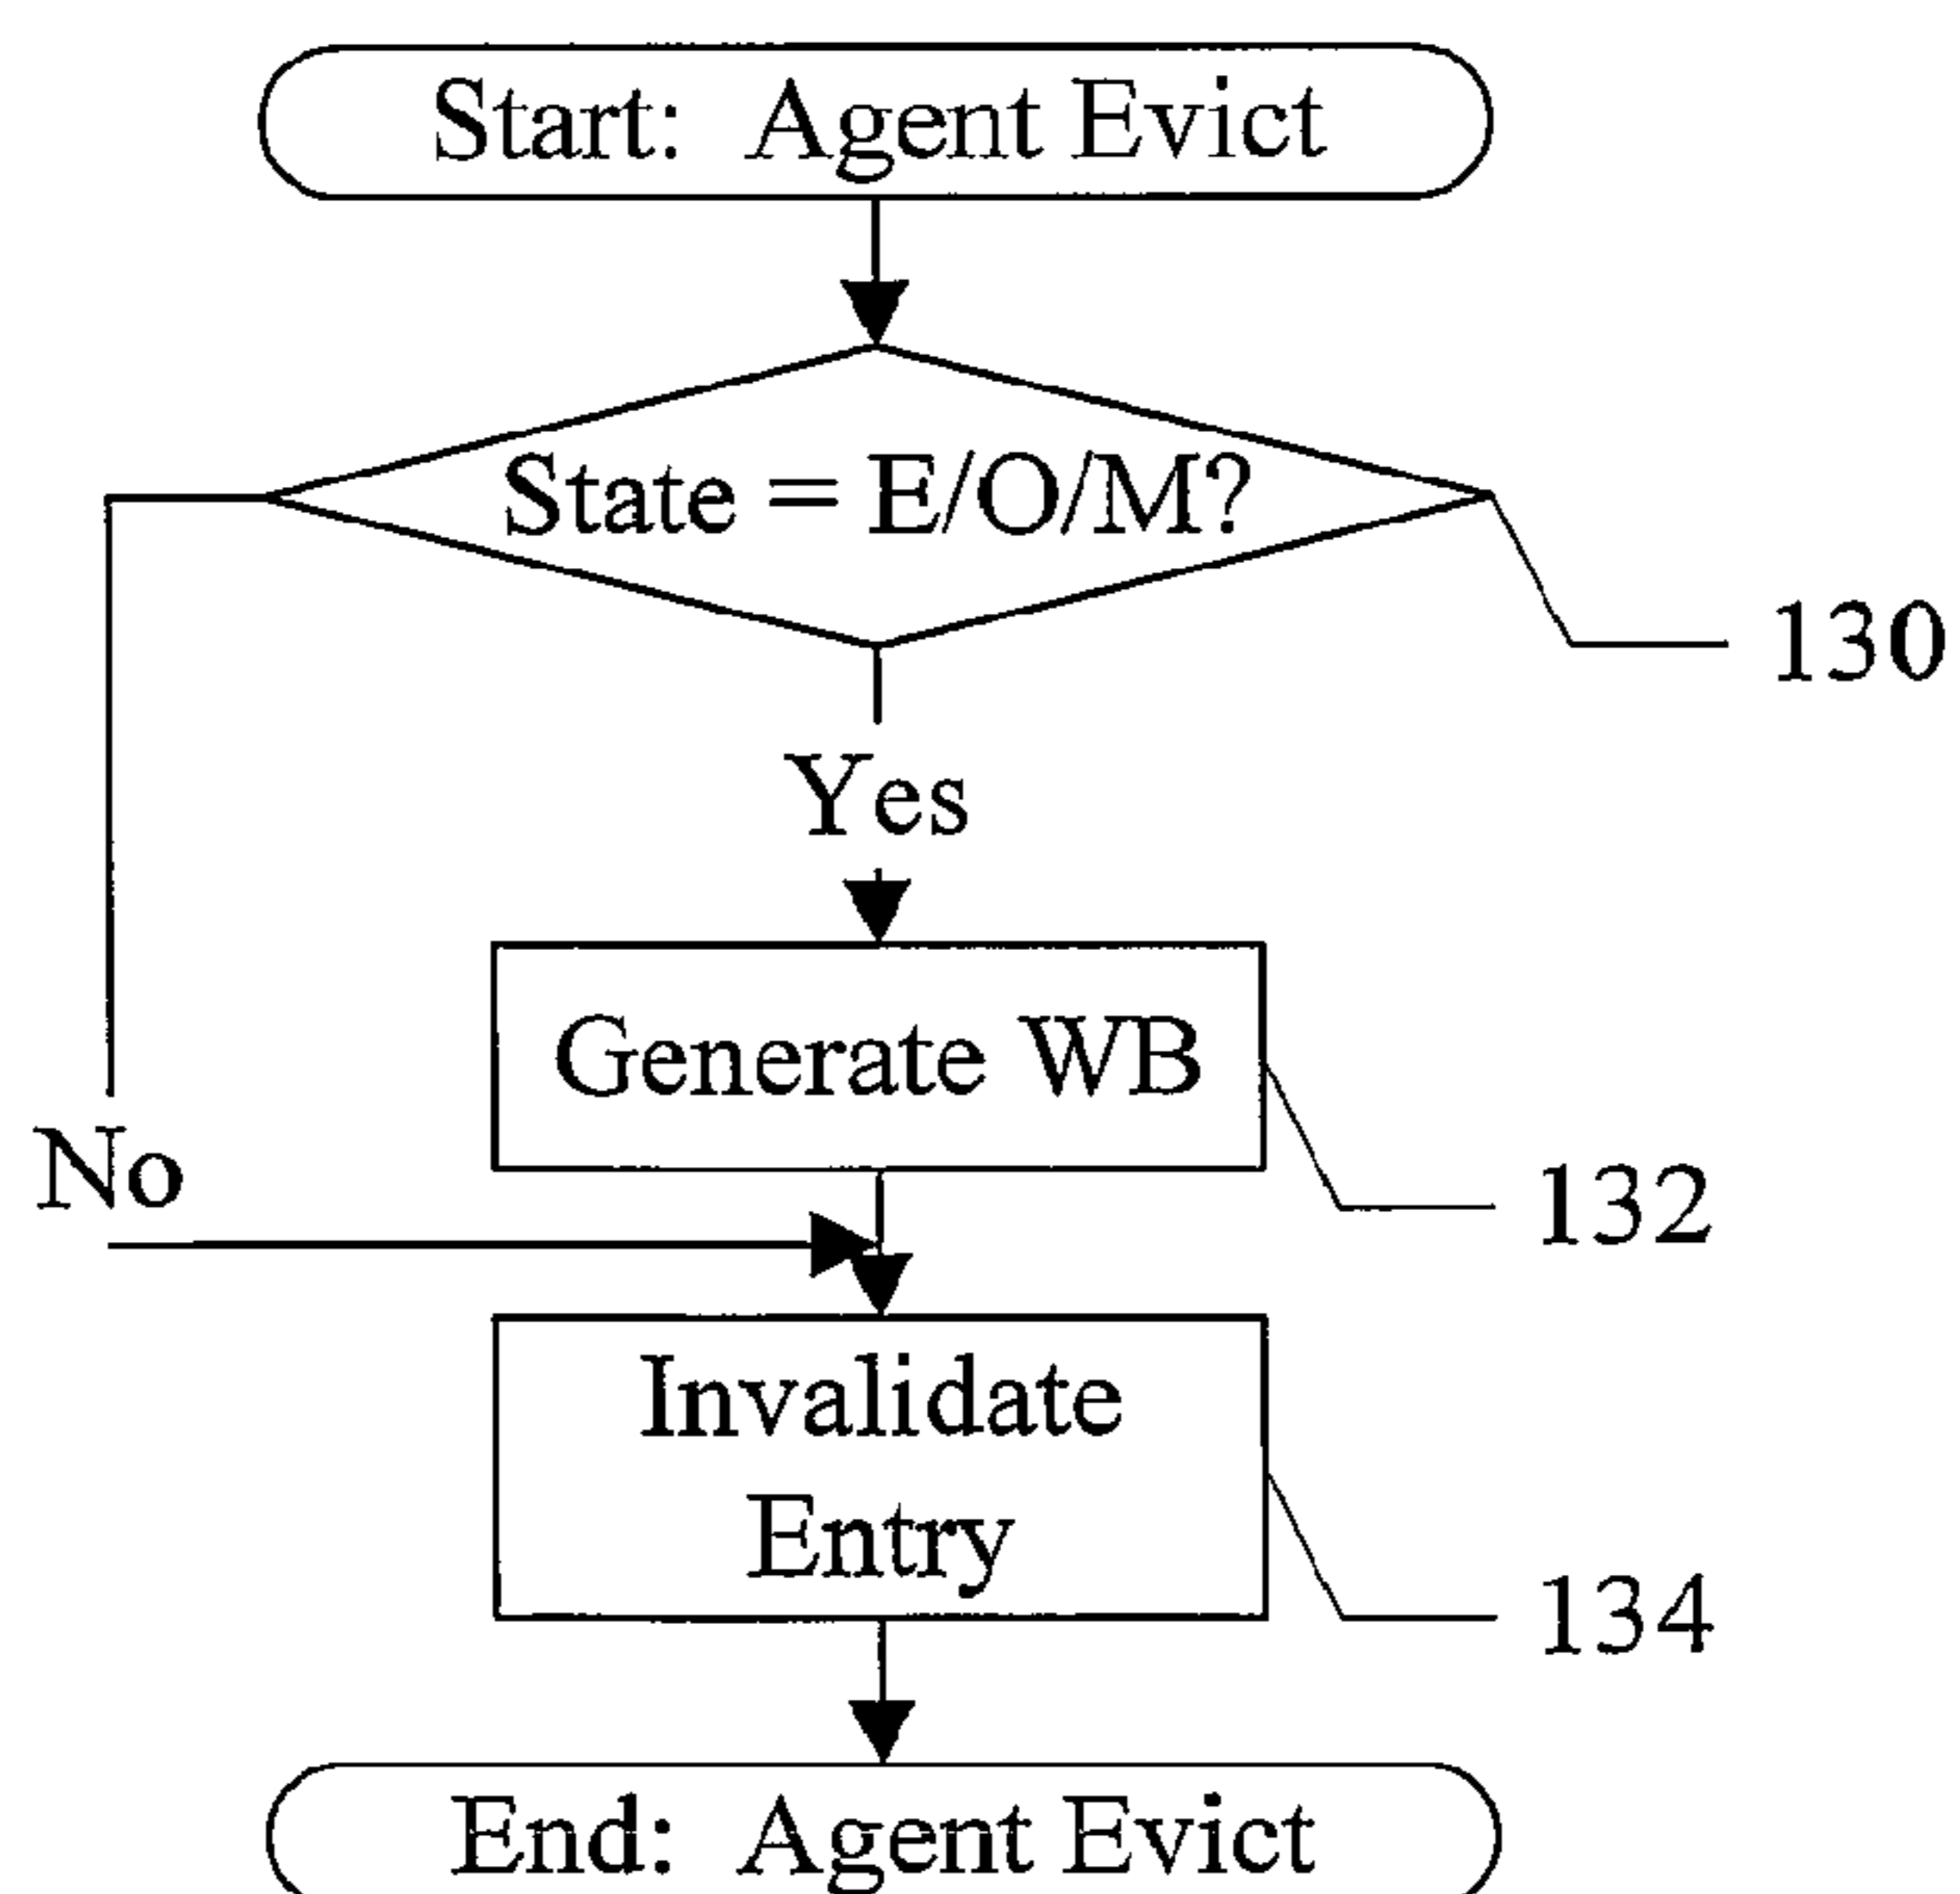 Start: Agent Evict
State = E/O/M?
130
Yes
Generate WB
No
132
Invalidate
Entry
134
End: Agent Evict